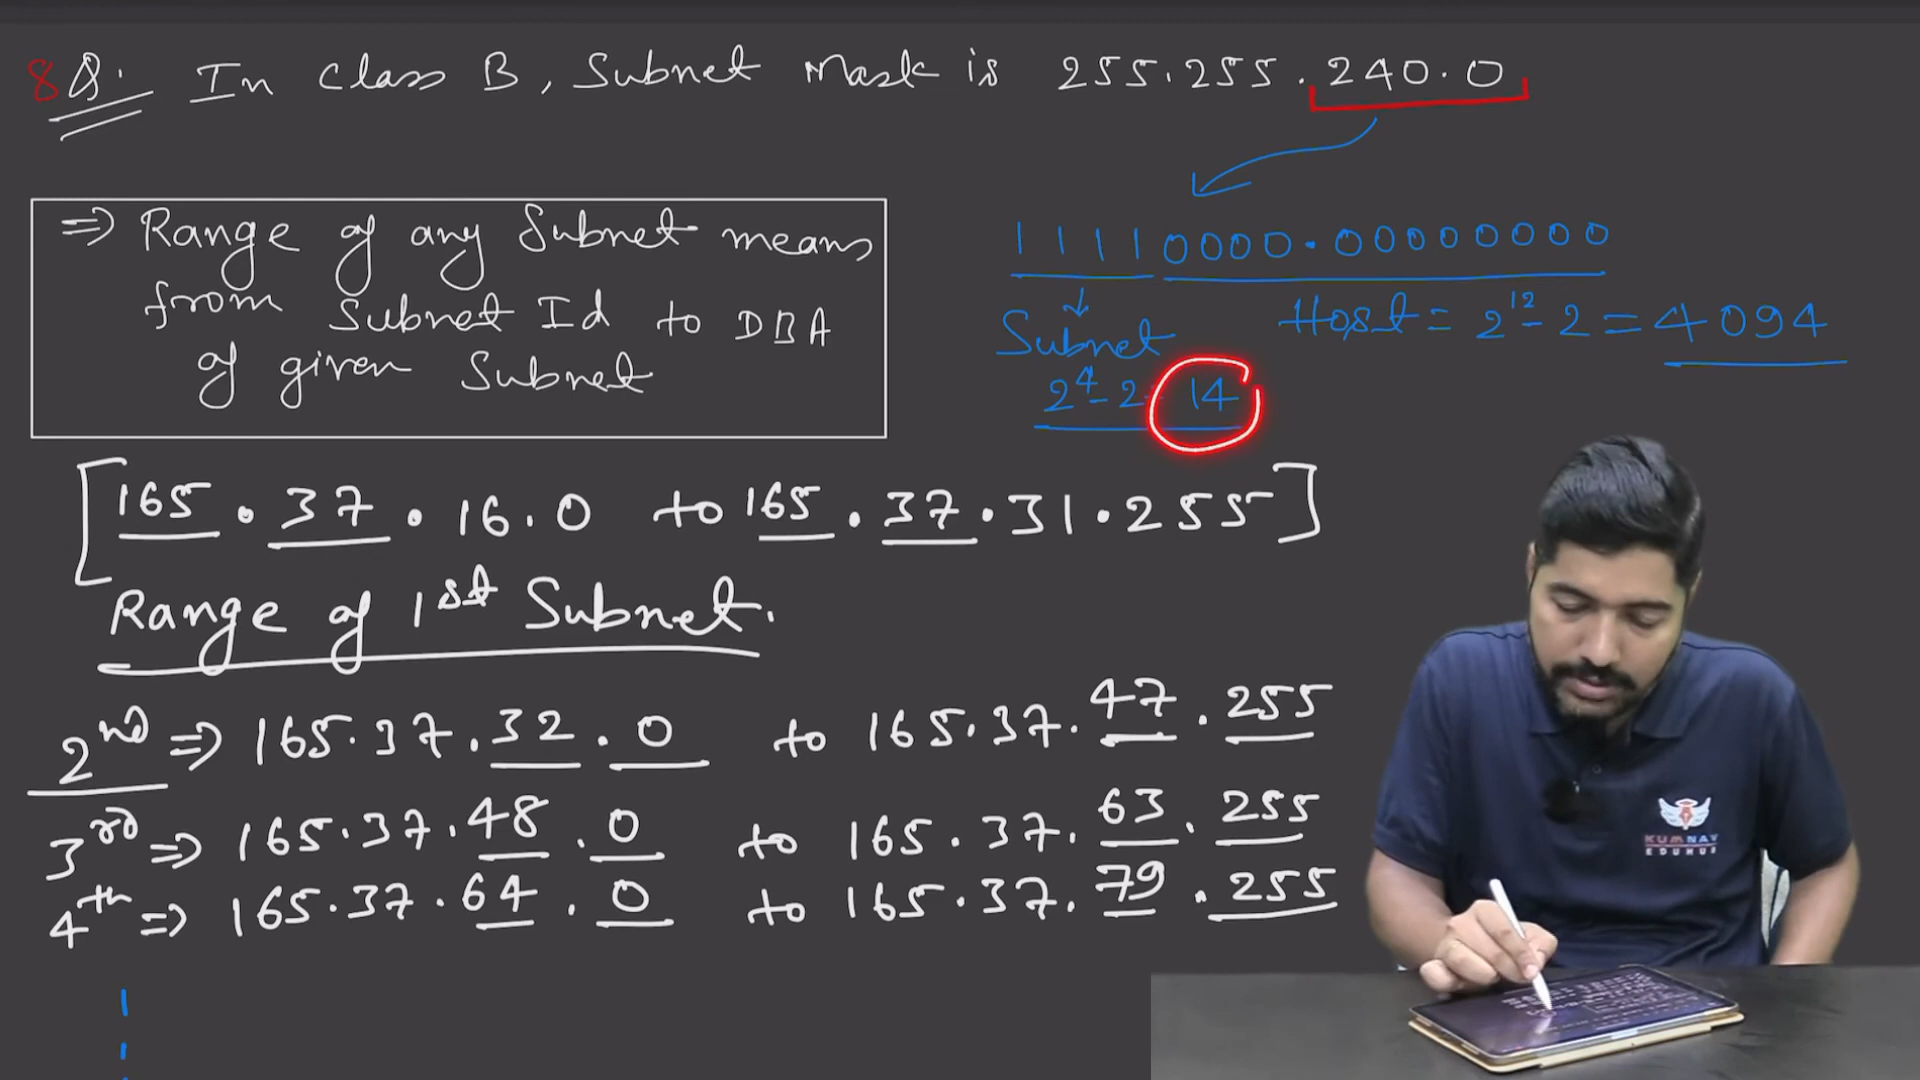 8Q. In class B, Subnet Mask is 255.255.240.0
⇒ Range of any Subnet means
from Subnet Id to DBA
of given Subnet
11110000.00000000
Subnet
2^4-2 14
Host = 2^12-2 = 4094
[165.37.16.0 to 165.37.31.255]
Range of 1st Subnet.
2nd ⇒ 165.37.32.0 to 165.37.47.255
3rd ⇒ 165.37.48.0 to 165.37.63.255
4th ⇒ 165.37.64.0 to 165.37.79.255
KUMNAY
EDUHUB